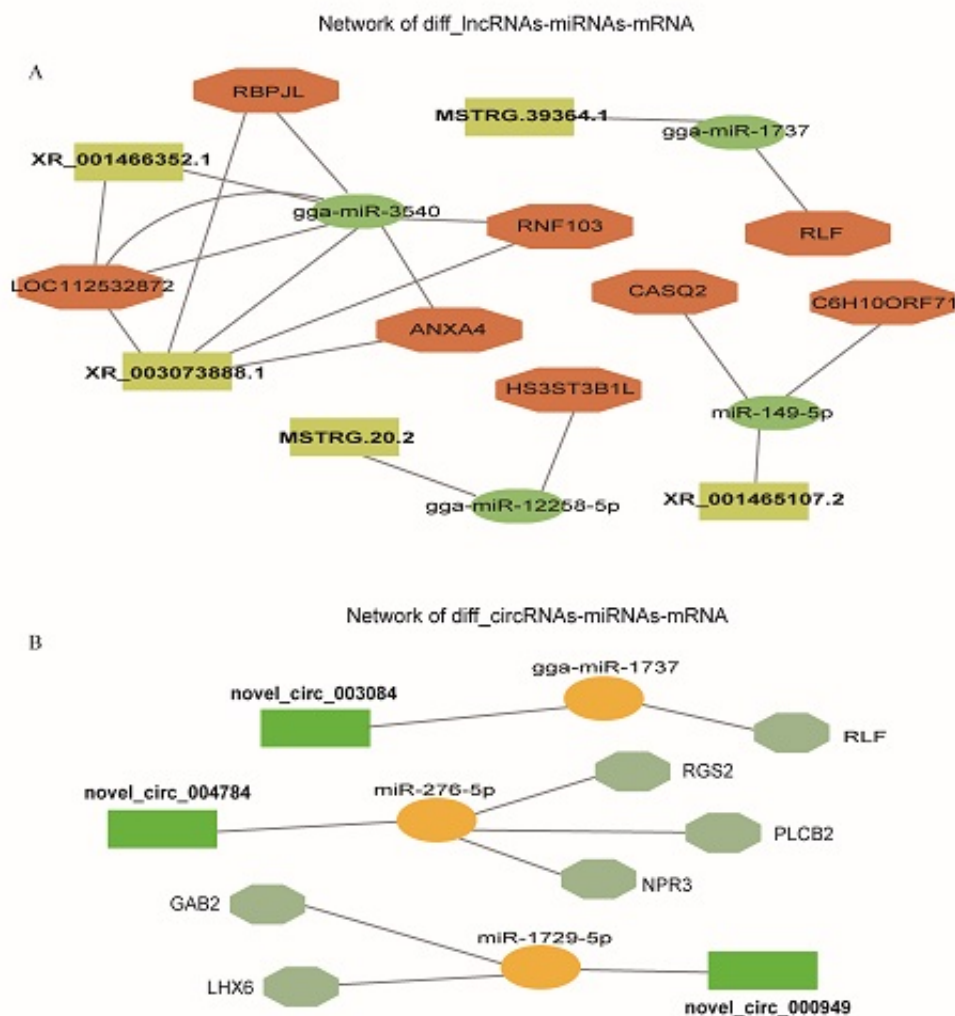 Network of diff_lncRNAs-miRNAs-mRNA
A
RBPJL
MSTRG.39364.1
gga-miR-1737
XR_001466352.1
gga-miR-3540
RNF103
RLF
LOC112532872
CASQ2
C6H10ORF71
ANXA4
XR_003073888.1
HS3ST3B1L
miR-149-5p
MSTRG.20.2
gga-miR-12258-5p
XR_001465107.2
Network of diff_circRNAs-miRNAs-mRNA
B
gga-miR-1737
novel_circ_003084
RLF
RGS2
miR-276-5p
novel_circ_004784
PLCB2
NPR3
GAB2
miR-1729-5p
LHX6
novel_circ_000949